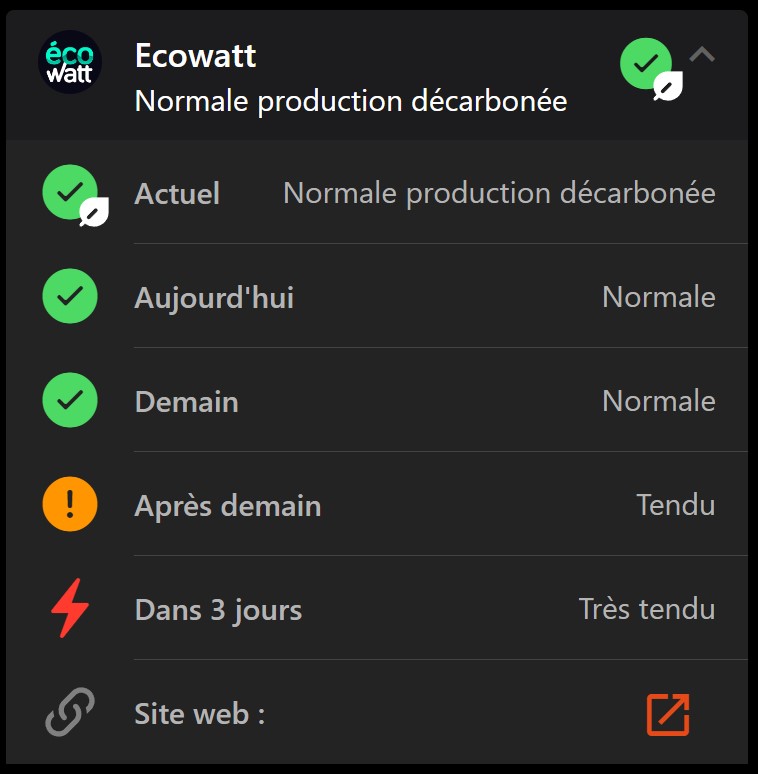 éco
watt
Ecowatt
Normale production décarbonée
Actuel Normale production décarbonée
Aujourd'hui Normale
Demain Normale
Après demain Tendu
Dans 3 jours Très tendu
Site web :